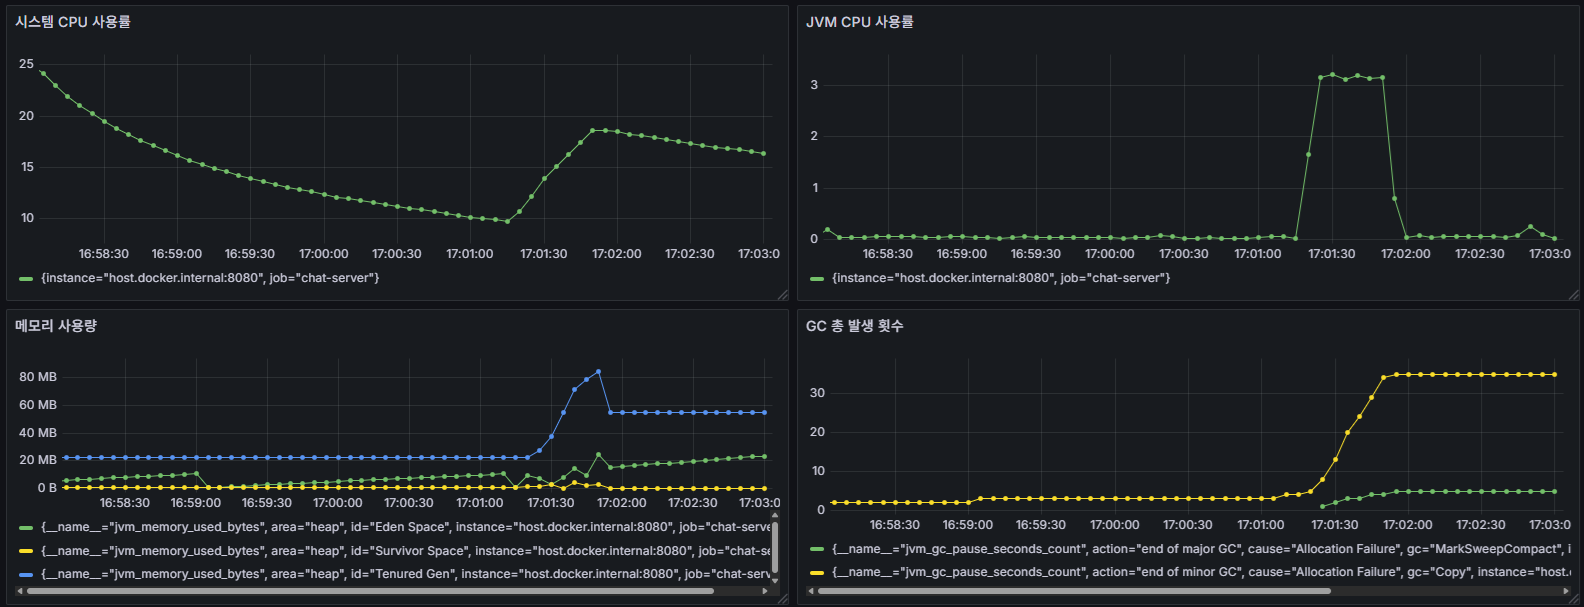 시스템 CPU 사용률
25
20
15
10
16:58:30 16:59:00 16:59:30 17:00:00 17:00:30 17:01:00 17:01:30 17:02:00 17:02:30 17:03:0
{instance="host.docker.internal:8080", job="chat-server"}
JVM CPU 사용률
3
2
1
0
16:58:30 16:59:00 16:59:30 17:00:00 17:00:30 17:01:00 17:01:30 17:02:00 17:02:30 17:03:0
{instance="host.docker.internal:8080", job="chat-server"}
메모리 사용량
80 MB
60 MB
40 MB
20 MB
0 B
16:58:30 16:59:00 16:59:30 17:00:00 17:00:30 17:01:00 17:01:30 17:02:00 17:02:30 17:03:0
{__name__="jvm_memory_used_bytes", area="heap", id="Eden Space", instance="host.docker.internal:8080", job="chat-serve
{__name__="jvm_memory_used_bytes", area="heap", id="Survivor Space", instance="host.docker.internal:8080", job="chat-se
{__name__="jvm_memory_used_bytes", area="heap", id="Tenured Gen", instance="host.docker.internal:8080", job="chat-serv
GC 총 발생 횟수
30
20
10
0
16:58:30 16:59:00 16:59:30 17:00:00 17:00:30 17:01:00 17:01:30 17:02:00 17:02:30 17:03:0
{__name__="jvm_gc_pause_seconds_count", action="end of major GC", cause="Allocation Failure", gc="MarkSweepCompact", i
{__name__="jvm_gc_pause_seconds_count", action="end of minor GC", cause="Allocation Failure", gc="Copy", instance="host.